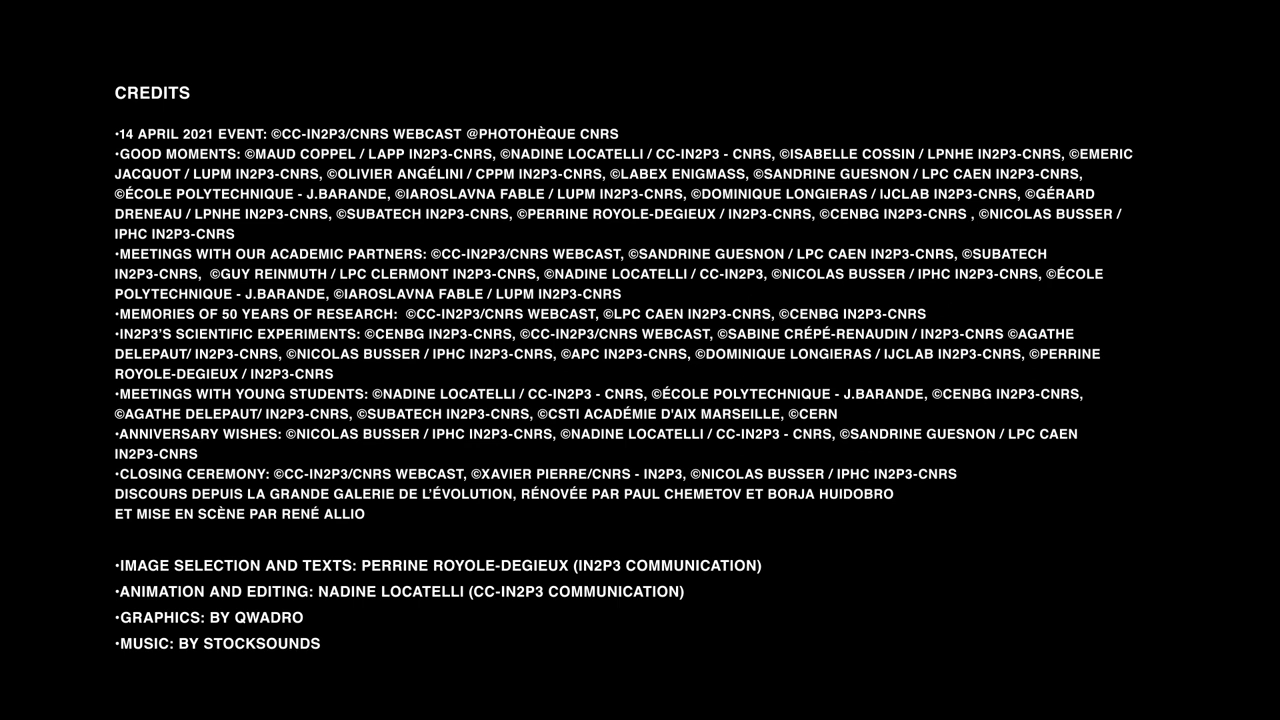 CREDITS
•14 APRIL 2021 EVENT: ©CC-IN2P3/CNRS WEBCAST @PHOTOHÈQUE CNRS
•GOOD MOMENTS: ©MAUD COPPEL / LAPP IN2P3-CNRS, ©NADINE LOCATELLI / CC-IN2P3 - CNRS, ©ISABELLE COSSIN / LPNHE IN2P3-CNRS, ©EMERIC
JACQUOT / LUPM IN2P3-CNRS, ©OLIVIER ANGÉLINI / CPPM IN2P3-CNRS, ©LABEX ENIGMASS, ©SANDRINE GUESNON / LPC CAEN IN2P3-CNRS,
©ÉCOLE POLYTECHNIQUE - J.BARANDE, ©IAROSLAVNA FABLE / LUPM IN2P3-CNRS, ©DOMINIQUE LONGIERAS / IJCLAB IN2P3-CNRS, ©GÉRARD
DRENEAU / LPNHE IN2P3-CNRS, ©SUBATECH IN2P3-CNRS, ©PERRINE ROYOLE-DEGIEUX / IN2P3-CNRS, ©CENBG IN2P3-CNRS , ©NICOLAS BUSSER /
IPHC IN2P3-CNRS
•MEETINGS WITH OUR ACADEMIC PARTNERS: ©CC-IN2P3/CNRS WEBCAST, ©SANDRINE GUESNON / LPC CAEN IN2P3-CNRS, ©SUBATECH
IN2P3-CNRS,  ©GUY REINMUTH / LPC CLERMONT IN2P3-CNRS, ©NADINE LOCATELLI / CC-IN2P3, ©NICOLAS BUSSER / IPHC IN2P3-CNRS, ©ÉCOLE
POLYTECHNIQUE - J.BARANDE, ©IAROSLAVNA FABLE / LUPM IN2P3-CNRS
•MEMORIES OF 50 YEARS OF RESEARCH:  ©CC-IN2P3/CNRS WEBCAST, ©LPC CAEN IN2P3-CNRS, ©CENBG IN2P3-CNRS
•IN2P3’S SCIENTIFIC EXPERIMENTS: ©CENBG IN2P3-CNRS, ©CC-IN2P3/CNRS WEBCAST, ©SABINE CRÉPÉ-RENAUDIN / IN2P3-CNRS ©AGATHE
DELEPAUT/ IN2P3-CNRS, ©NICOLAS BUSSER / IPHC IN2P3-CNRS, ©APC IN2P3-CNRS, ©DOMINIQUE LONGIERAS / IJCLAB IN2P3-CNRS, ©PERRINE
ROYOLE-DEGIEUX / IN2P3-CNRS
•MEETINGS WITH YOUNG STUDENTS: ©NADINE LOCATELLI / CC-IN2P3 - CNRS, ©ÉCOLE POLYTECHNIQUE - J.BARANDE, ©CENBG IN2P3-CNRS,
©AGATHE DELEPAUT/ IN2P3-CNRS, ©SUBATECH IN2P3-CNRS, ©CSTI ACADÉMIE D'AIX MARSEILLE, ©CERN
•ANNIVERSARY WISHES: ©NICOLAS BUSSER / IPHC IN2P3-CNRS, ©NADINE LOCATELLI / CC-IN2P3 - CNRS, ©SANDRINE GUESNON / LPC CAEN
IN2P3-CNRS
•CLOSING CEREMONY: ©CC-IN2P3/CNRS WEBCAST, ©XAVIER PIERRE/CNRS - IN2P3, ©NICOLAS BUSSER / IPHC IN2P3-CNRS
DISCOURS DEPUIS LA GRANDE GALERIE DE L’ÉVOLUTION, RÉNOVÉE PAR PAUL CHEMETOV ET BORJA HUIDOBRO
ET MISE EN SCÈNE PAR RENÉ ALLIO
•IMAGE SELECTION AND TEXTS: PERRINE ROYOLE-DEGIEUX (IN2P3 COMMUNICATION)
•ANIMATION AND EDITING: NADINE LOCATELLI (CC-IN2P3 COMMUNICATION)
•GRAPHICS: BY QWADRO
•MUSIC: BY STOCKSOUNDS